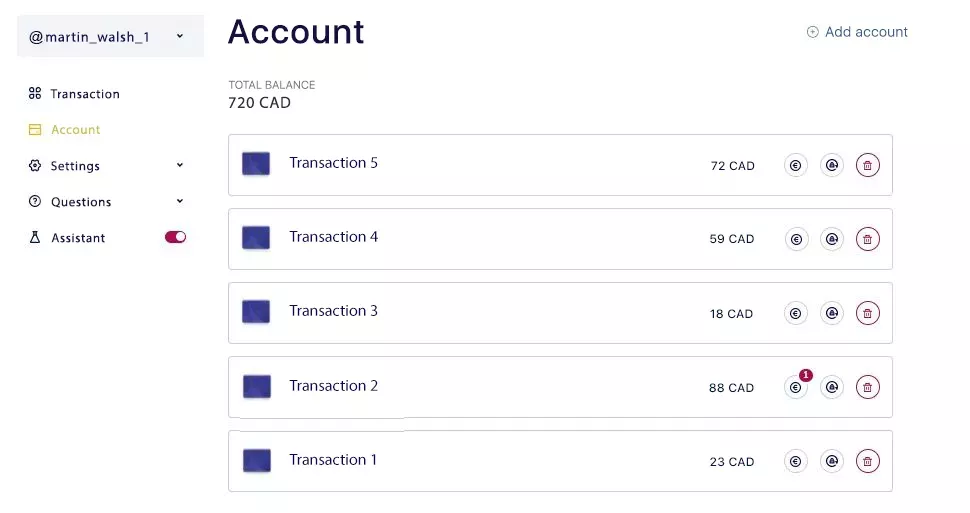 @martin_walsh_1
Account
Add account
Transaction
Account
Settings
Questions
Assistant
TOTAL BALANCE
720 CAD
Transaction 5
72 CAD
Transaction 4
59 CAD
Transaction 3
18 CAD
Transaction 2
88 CAD
1
Transaction 1
23 CAD